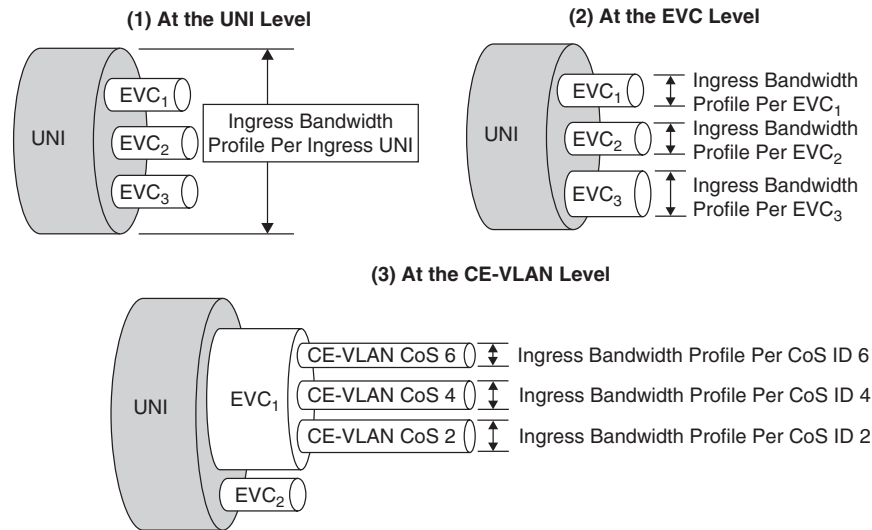 (1) At the UNI Level
UNI
EVC1
EVC2
EVC3
Ingress Bandwidth
Profile Per Ingress UNI
(2) At the EVC Level
UNI
EVC1
EVC2
EVC3
Ingress Bandwidth
Profile Per EVC1
Ingress Bandwidth
Profile Per EVC2
Ingress Bandwidth
Profile Per EVC3
(3) At the CE-VLAN Level
UNI
EVC1
CE-VLAN CoS 6
Ingress Bandwidth Profile Per CoS ID 6
CE-VLAN CoS 4
Ingress Bandwidth Profile Per CoS ID 4
CE-VLAN CoS 2
Ingress Bandwidth Profile Per CoS ID 2
EVC2